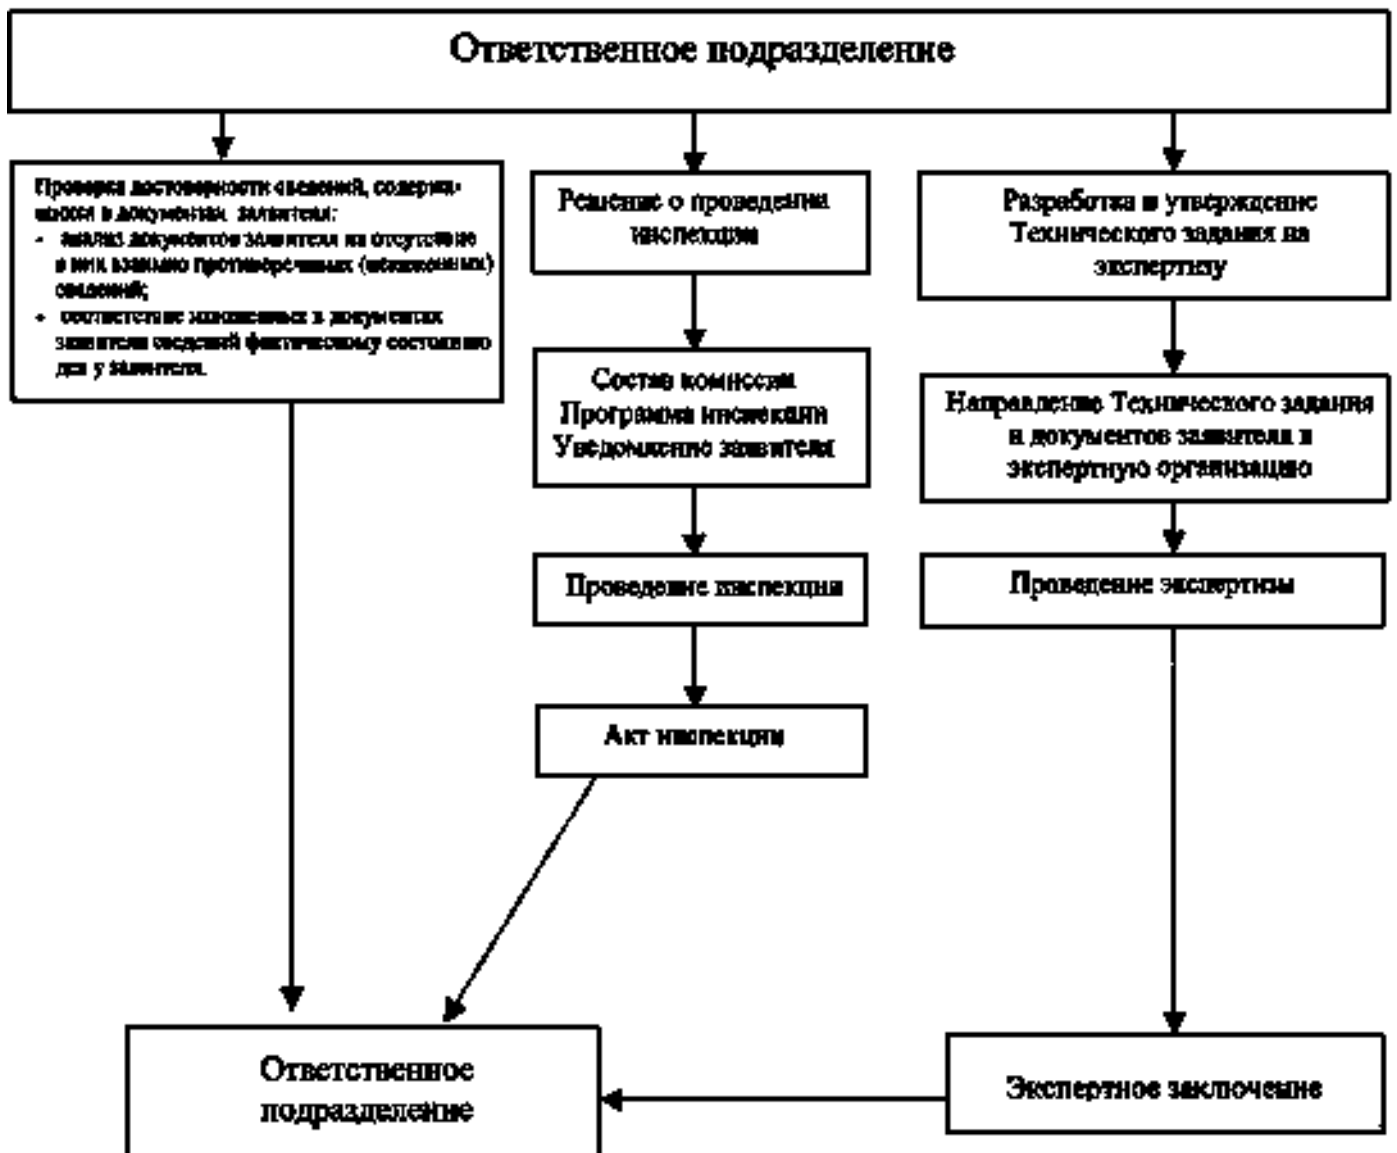 Ответственное подразделение
Проверка достоверности сведений, содержа-
щихся в документах заявителя:
- анализ документов заявителя на отсутствие
в них взаимно противоречивых (искаженных)
сведений;
- соответствие изложенных в документах
заявителя сведений фактическому состоянию
дел у заявителя.
Решение о проведении
инспекции
Состав комиссии
Программа инспекции
Уведомление заявителя
Проведение инспекции
Акт инспекции
Разработка и утверждение
Технического задания на
экспертизу
Направление Технического задания
и документов заявителя в
экспертную организацию
Проведение экспертизы
Экспертное заключение
Ответственное
подразделение